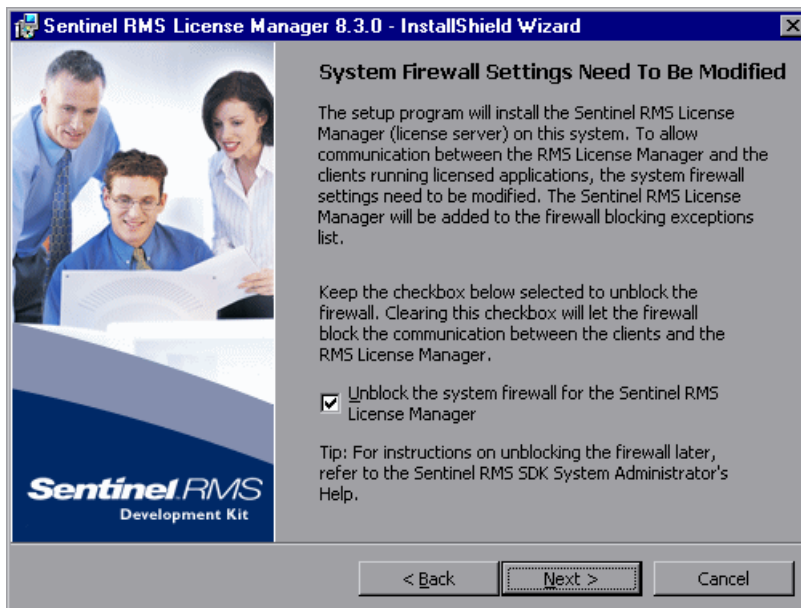 Sentinel RMS License Manager 8.3.0 - InstallShield Wizard
System Firewall Settings Need To Be Modified
The setup program will install the Sentinel RMS License
Manager (license server) on this system. To allow
communication between the RMS License Manager and the
clients running licensed applications, the system firewall
settings need to be modified. The Sentinel RMS License
Manager will be added to the firewall blocking exceptions
list.
Keep the checkbox below selected to unblock the
firewall. Clearing this checkbox will let the firewall
block the communication between the clients and the
RMS License Manager.
Unblock the system firewall for the Sentinel RMS
License Manager
Tip: For instructions on unblocking the firewall later,
refer to the Sentinel RMS SDK System Administrator's
Help.
Sentinel.RMS
Development Kit
< Back
Next >
Cancel